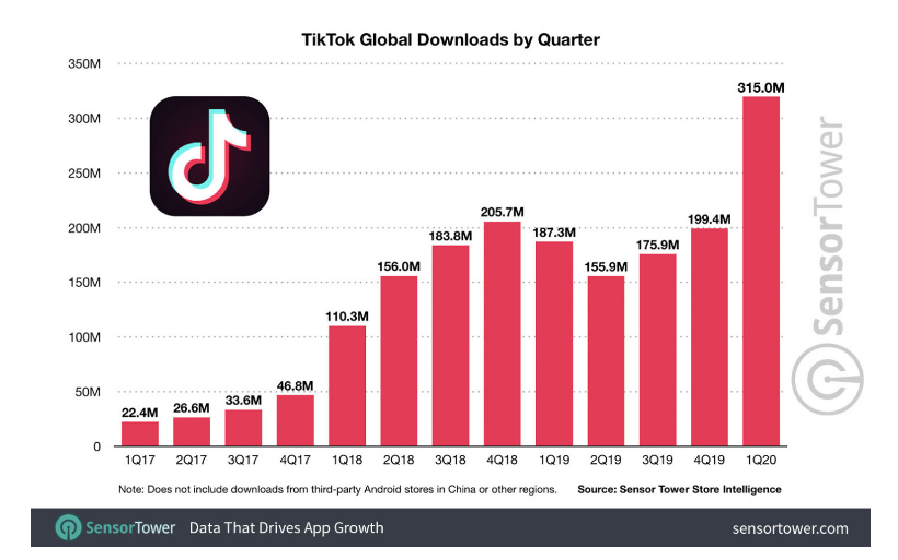 TikTok Global Downloads by Quarter
350M
300M
250M
200M
150M
100M
50M
0
22.4M
26.6M
33.6M
46.8M
110.3M
156.0M
183.8M
205.7M
187.3M
155.9M
175.9M
199.4M
315.0M
1Q17 2Q17 3Q17 4Q17 1Q18 2Q18 3Q18 4Q18 1Q19 2Q19 3Q19 4Q19 1Q20
SensorTower
Note: Does not include downloads from third-party Android stores in China or other regions. Source: Sensor Tower Store Intelligence
SensorTower Data That Drives App Growth sensortower.com